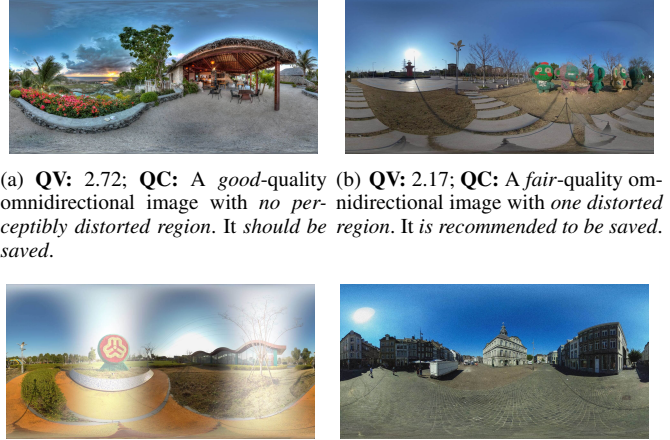 (a) QV: 2.72; QC: A good-quality
omnidirectional image with no per-
ceptibly distorted region. It should be
saved.
(b) QV: 2.17; QC: A fair-quality om-
nidirectional image with one distorted
region. It is recommended to be saved.